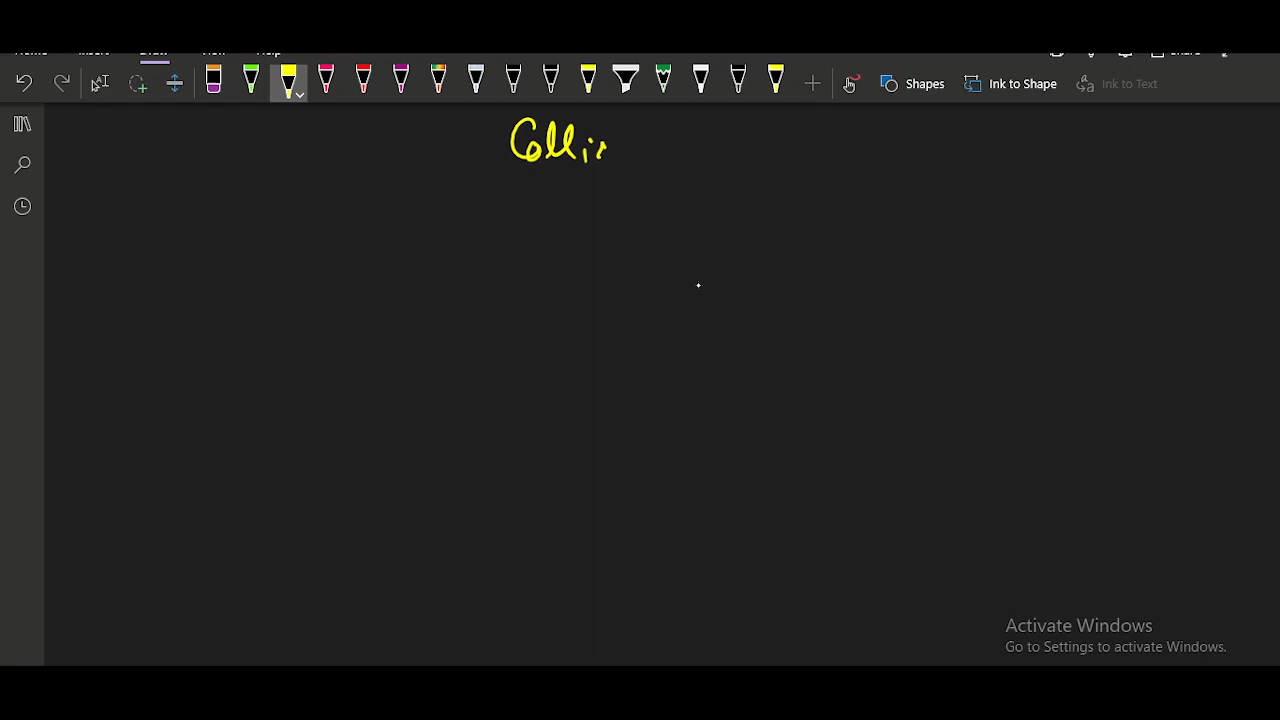 Shapes Ink to Shape Ink to Text
Colli
Activate Windows
Go to Settings to activate Windows.